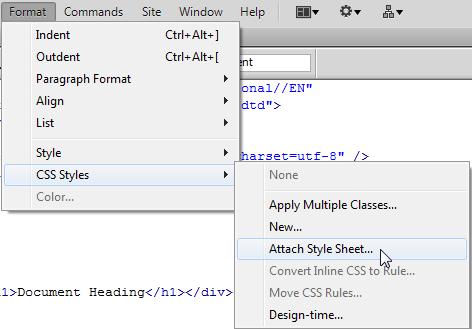 Format Commands Site Window Help
Indent Ctrl+Alt+]
Outdent Ctrl+Alt+[
ent
Paragraph Format
onal//EN"
Align
dtd">
List
Style
harset=utf-8" />
CSS Styles
None
Color...
Apply Multiple Classes...
New...
Attach Style Sheet...
Convert Inline CSS to Rule...
1>Document Heading</h1></div>
Move CSS Rules...
Design-time...